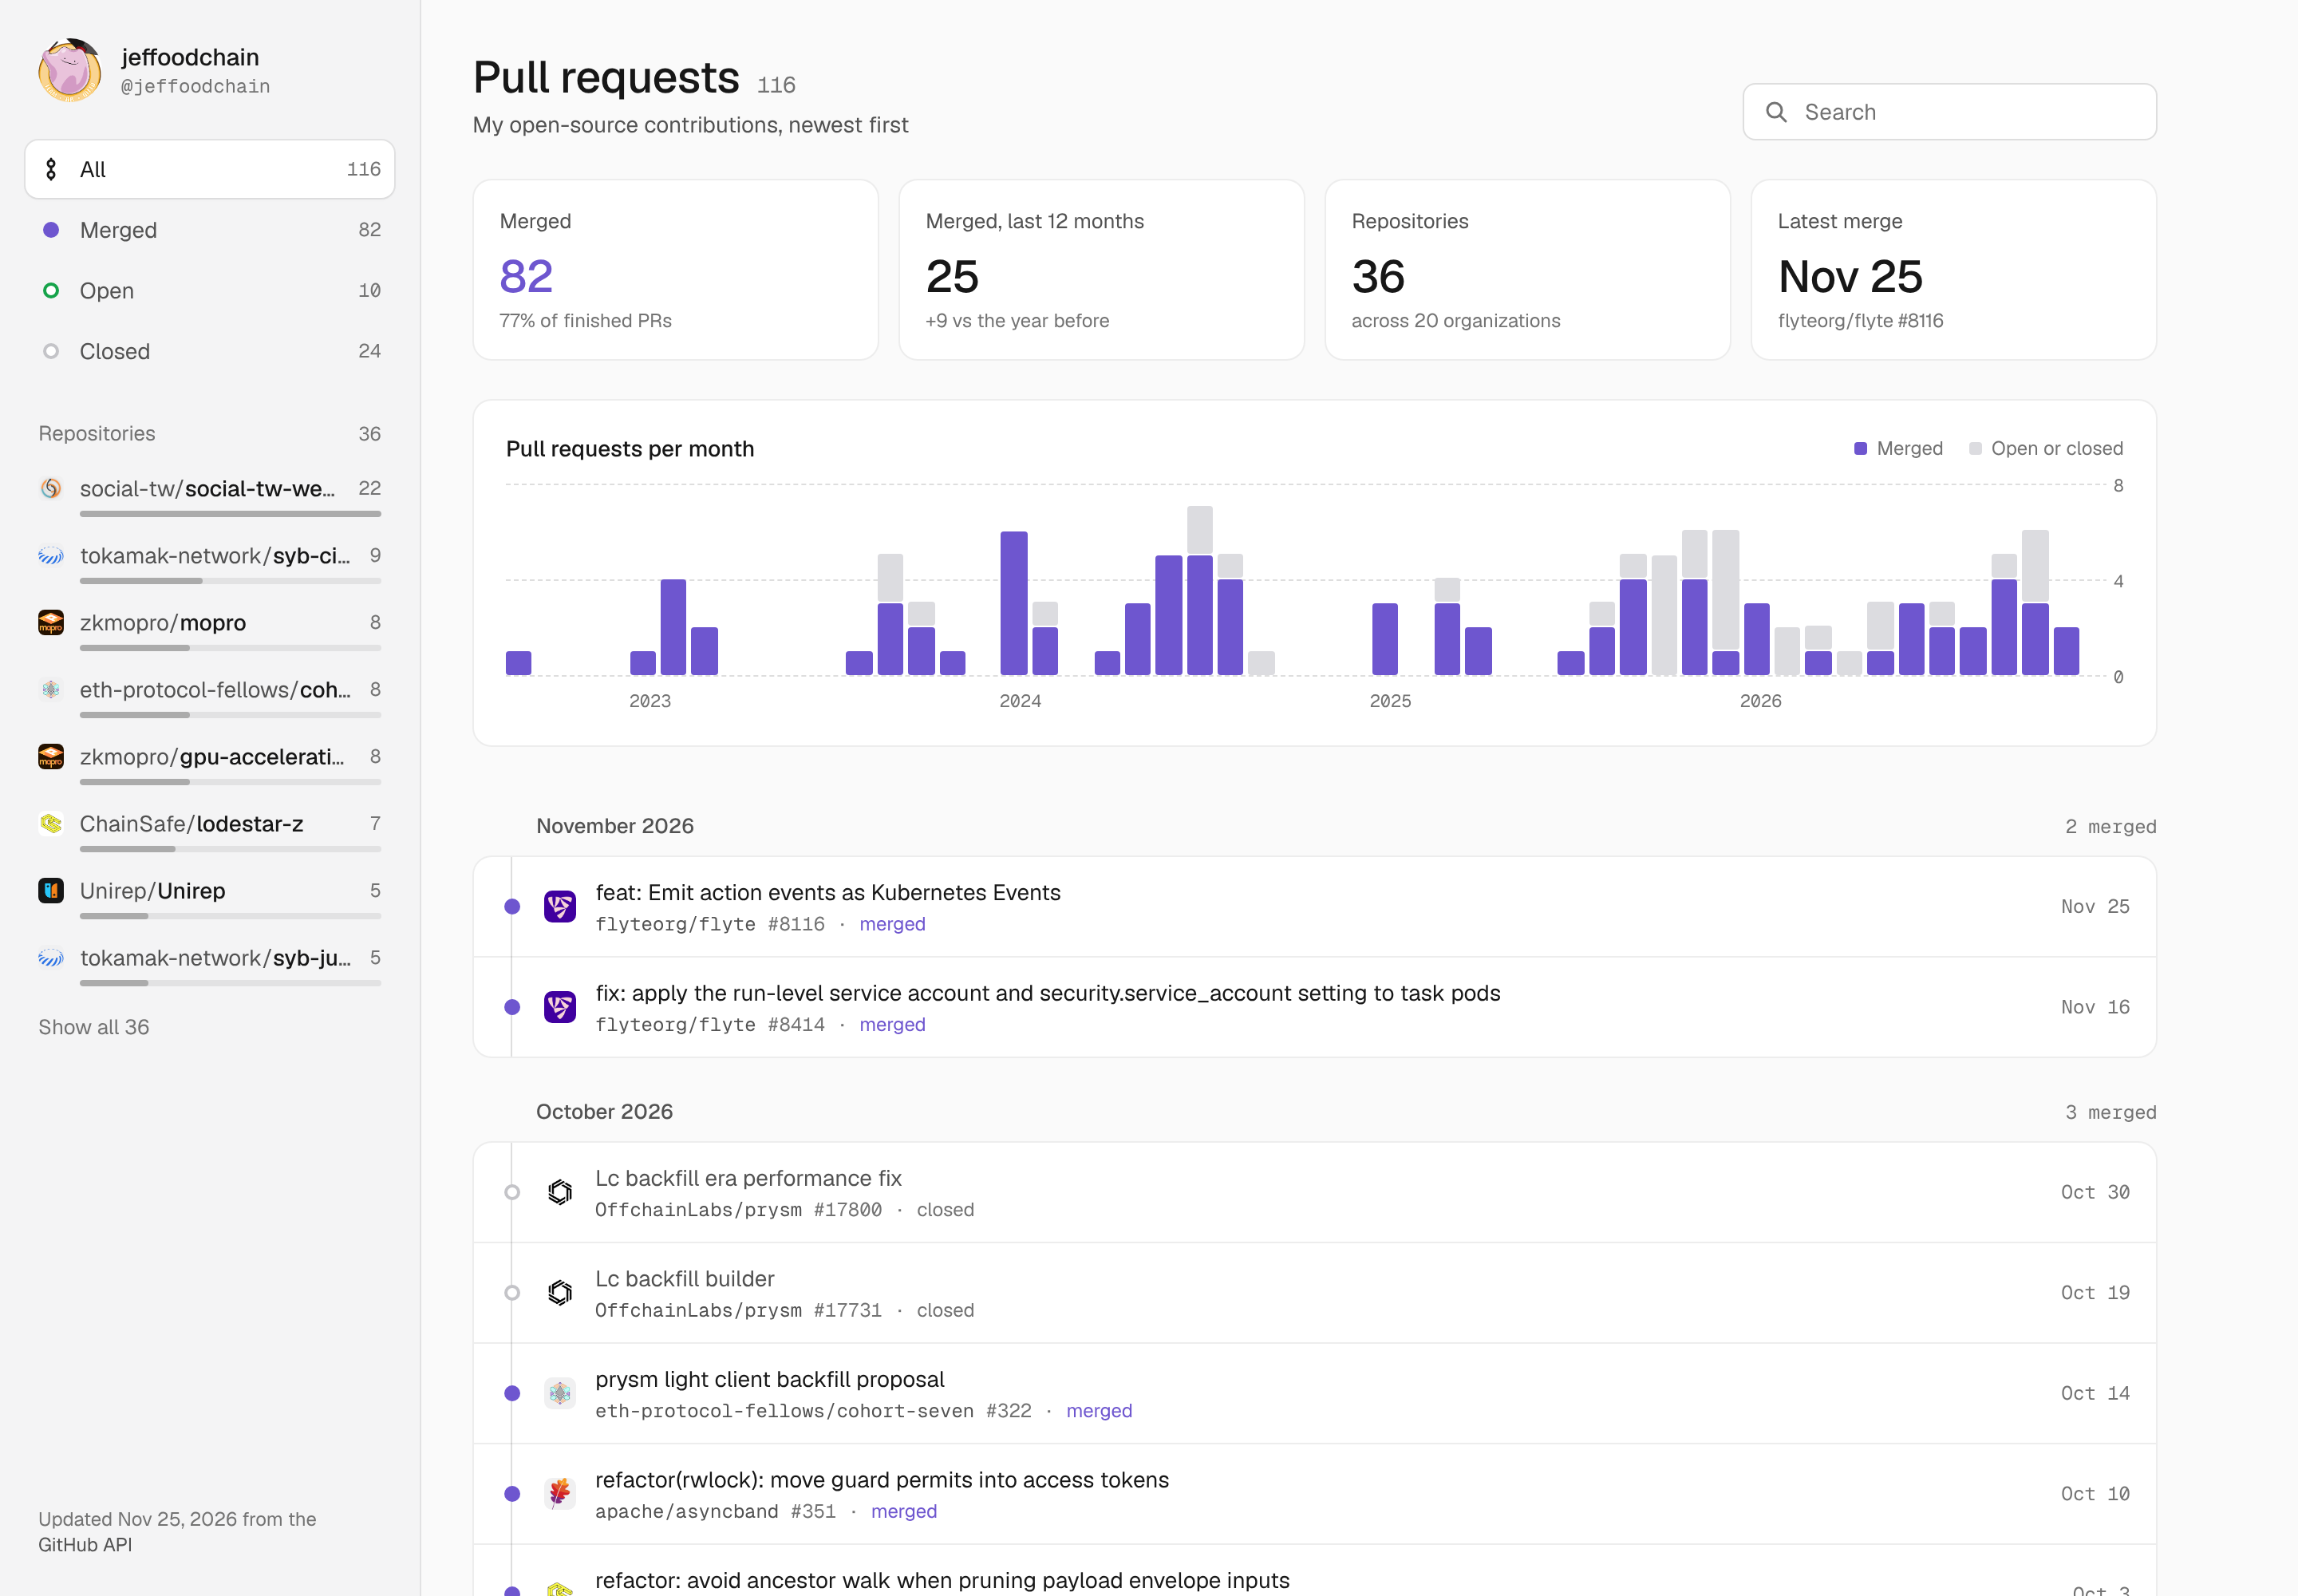 jeffoodchain
@jeffoodchain
All 116
Merged 82
Open 10
Closed 24
Repositories 36
social-tw/social-tw-we... 22
tokamak-network/syb-ci... 9
zkmopro/mopro 8
eth-protocol-fellows/coh... 8
zkmopro/gpu-accelerati... 8
ChainSafe/lodestar-z 7
Unirep/Unirep 5
tokamak-network/syb-ju... 5
Show all 36
Updated Nov 25, 2026 from the
GitHub API
Pull requests 116
My open-source contributions, newest first
Search
Merged
82
77% of finished PRs
Merged, last 12 months
25
+9 vs the year before
Repositories
36
across 20 organizations
Latest merge
Nov 25
flyteorg/flyte #8116
Pull requests per month
Merged Open or closed
8
4
0
2023 2024 2025 2026
November 2026 2 merged
feat: Emit action events as Kubernetes Events
flyteorg/flyte #8116 · merged
Nov 25
fix: apply the run-level service account and security.service_account setting to task pods
flyteorg/flyte #8414 · merged
Nov 16
October 2026 3 merged
Lc backfill era performance fix
OffchainLabs/prysm #17800 · closed
Oct 30
Lc backfill builder
OffchainLabs/prysm #17731 · closed
Oct 19
prysm light client backfill proposal
eth-protocol-fellows/cohort-seven #322 · merged
Oct 14
refactor(rwlock): move guard permits into access tokens
apache/asyncband #351 · merged
Oct 10
refactor: avoid ancestor walk when pruning payload envelope inputs
Oct 3